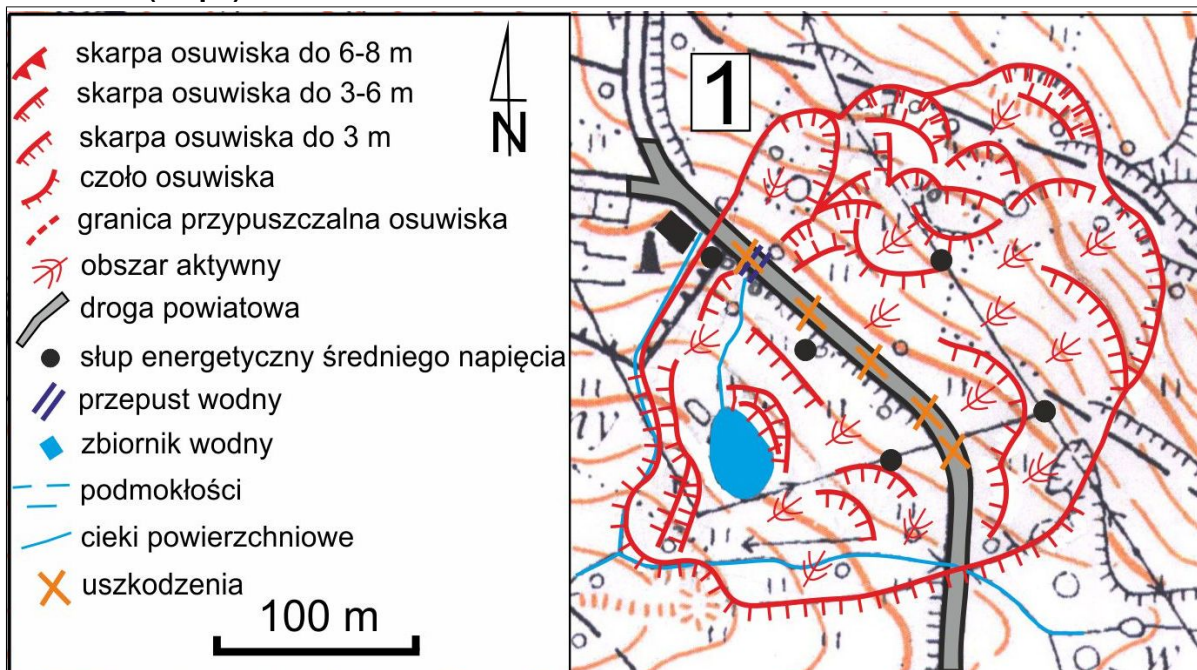 skarpa osuwiska do 6-8 m
skarpa osuwiska do 3-6 m
skarpa osuwiska do 3 m
czoło osuwiska
granica przypuszczalna osuwiska
obszar aktywny
droga powiatowa
słup energetyczny średniego napięcia
przepust wodny
zbiornik wodny
podmokłości
cieki powierzchniowe
uszkodzenia
100 m
N
1